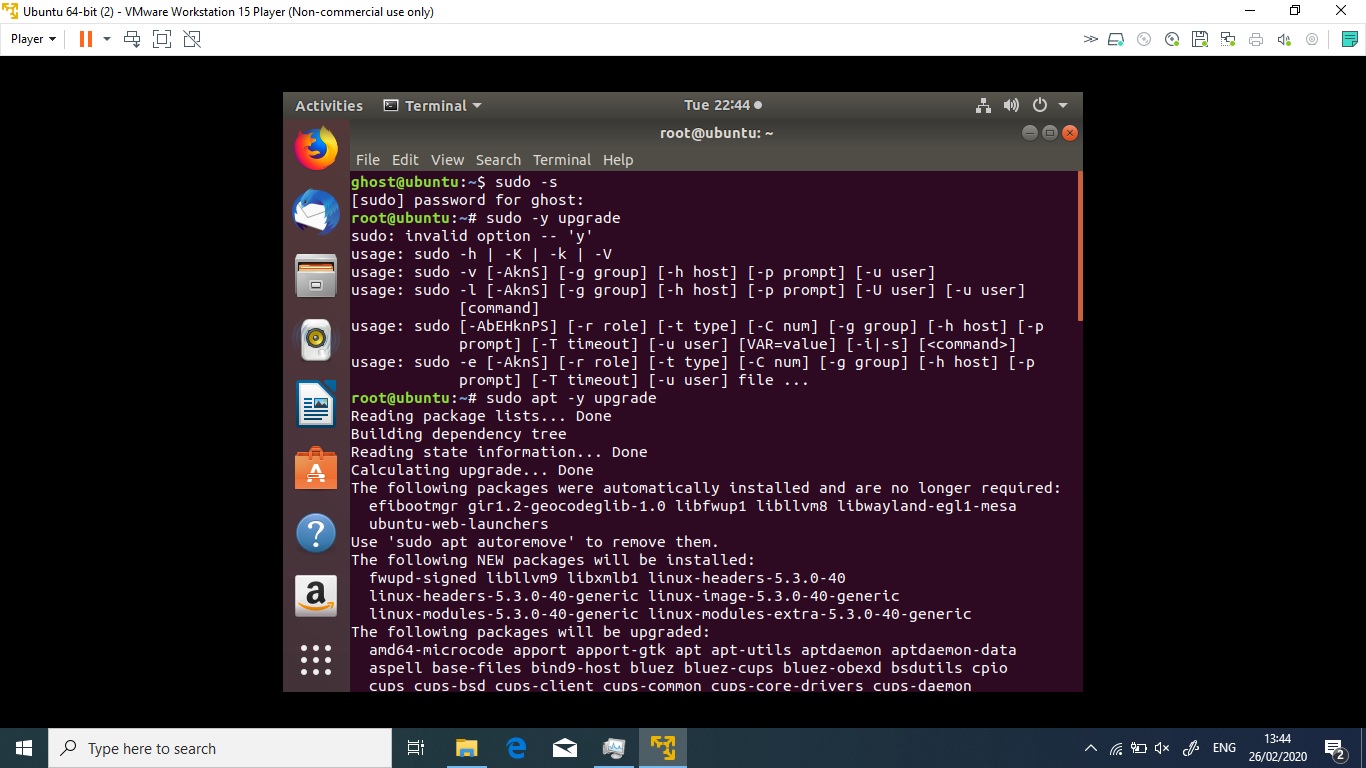 Ubuntu 64-bit (2) - VMware Workstation 15 Player (Non-commercial use only)
Player
Activities Terminal Tue 22:44
root@ubuntu: ~
File Edit View Search Terminal Help
ghost@ubuntu:~$ sudo -s
[sudo] password for ghost:
root@ubuntu:~# sudo -y upgrade
sudo: invalid option -- 'y'
usage: sudo -h | -K | -k | -V
usage: sudo -v [-AknS] [-g group] [-h host] [-p prompt] [-u user]
usage: sudo -l [-AknS] [-g group] [-h host] [-p prompt] [-U user] [-u user]
[command]
usage: sudo [-AbEHknPS] [-r role] [-t type] [-C num] [-g group] [-h host] [-p
prompt] [-T timeout] [-u user] [VAR=value] [-i|-s] [<command>]
usage: sudo -e [-AknS] [-r role] [-t type] [-C num] [-g group] [-h host] [-p
prompt] [-T timeout] [-u user] file ...
root@ubuntu:~# sudo apt -y upgrade
Reading package lists... Done
Building dependency tree
Reading state information... Done
Calculating upgrade... Done
The following packages were automatically installed and are no longer required:
efibootmgr gir1.2-geocodeglib-1.0 libfwup1 libllvm8 libwayland-egl1-mesa
ubuntu-web-launchers
Use 'sudo apt autoremove' to remove them.
The following NEW packages will be installed:
fwupd-signed libllvm9 libxmlb1 linux-headers-5.3.0-40
linux-headers-5.3.0-40-generic linux-image-5.3.0-40-generic
linux-modules-5.3.0-40-generic linux-modules-extra-5.3.0-40-generic
The following packages will be upgraded:
amd64-microcode apport apport-gtk apt apt-utils aptdaemon aptdaemon-data
aspell base-files bind9-host bluez bluez-cups bluez-obexd bsdutils cpio
cups cups-bsd cups-client cups-common cups-core-drivers cups-daemon
Type here to search
ENG
13:44
26/02/2020
2